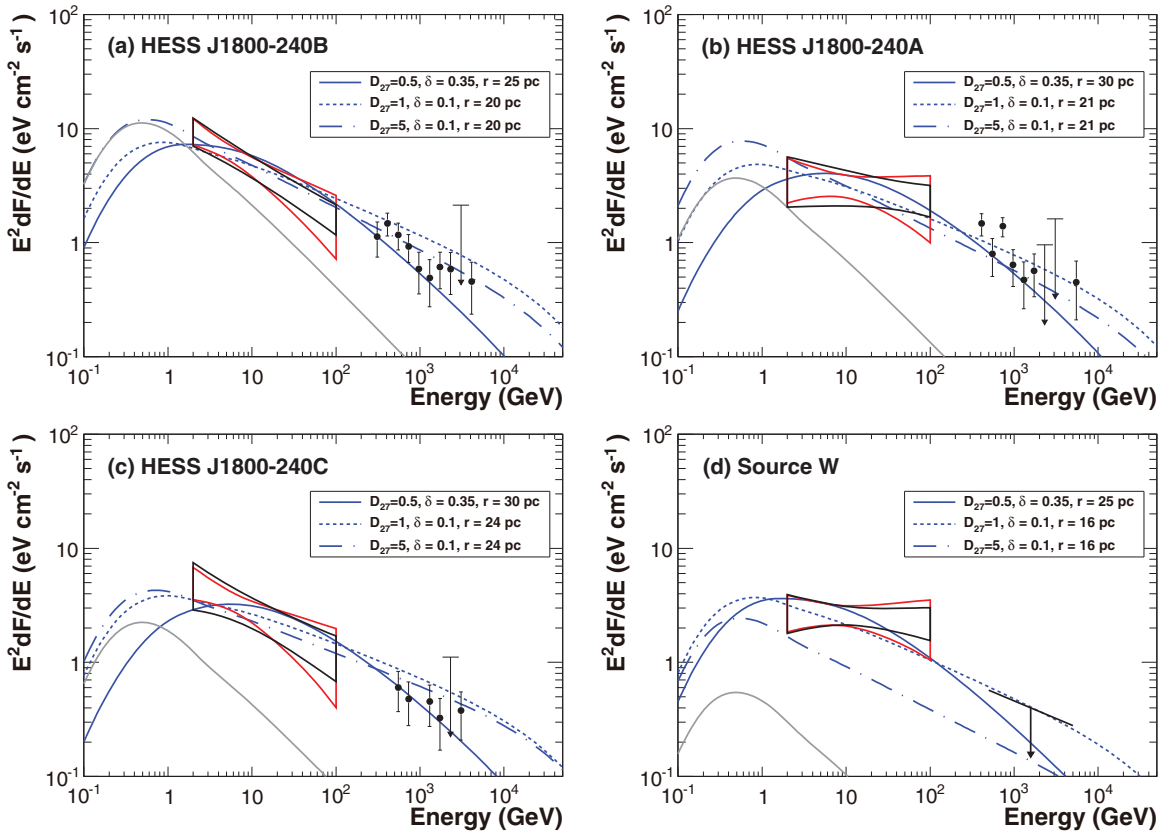 (a) HESS J1800-240B
D27=0.5, δ = 0.35, r = 25 pc
D27=1, δ = 0.1, r = 20 pc
D27=5, δ = 0.1, r = 20 pc
E2dF/dE (eV cm-2 s-1)
102
10
1
10-1
10-1 1 10 102 103 104
Energy (GeV)
(b) HESS J1800-240A
D27=0.5, δ = 0.35, r = 30 pc
D27=1, δ = 0.1, r = 21 pc
D27=5, δ = 0.1, r = 21 pc
E2dF/dE (eV cm-2 s-1)
102
10
1
10-1
10-1 1 10 102 103 104
Energy (GeV)
(c) HESS J1800-240C
D27=0.5, δ = 0.35, r = 30 pc
D27=1, δ = 0.1, r = 24 pc
D27=5, δ = 0.1, r = 24 pc
E2dF/dE (eV cm-2 s-1)
102
10
1
10-1
10-1 1 10 102 103 104
Energy (GeV)
(d) Source W
D27=0.5, δ = 0.35, r = 25 pc
D27=1, δ = 0.1, r = 16 pc
D27=5, δ = 0.1, r = 16 pc
E2dF/dE (eV cm-2 s-1)
102
10
1
10-1
10-1 1 10 102 103 104
Energy (GeV)